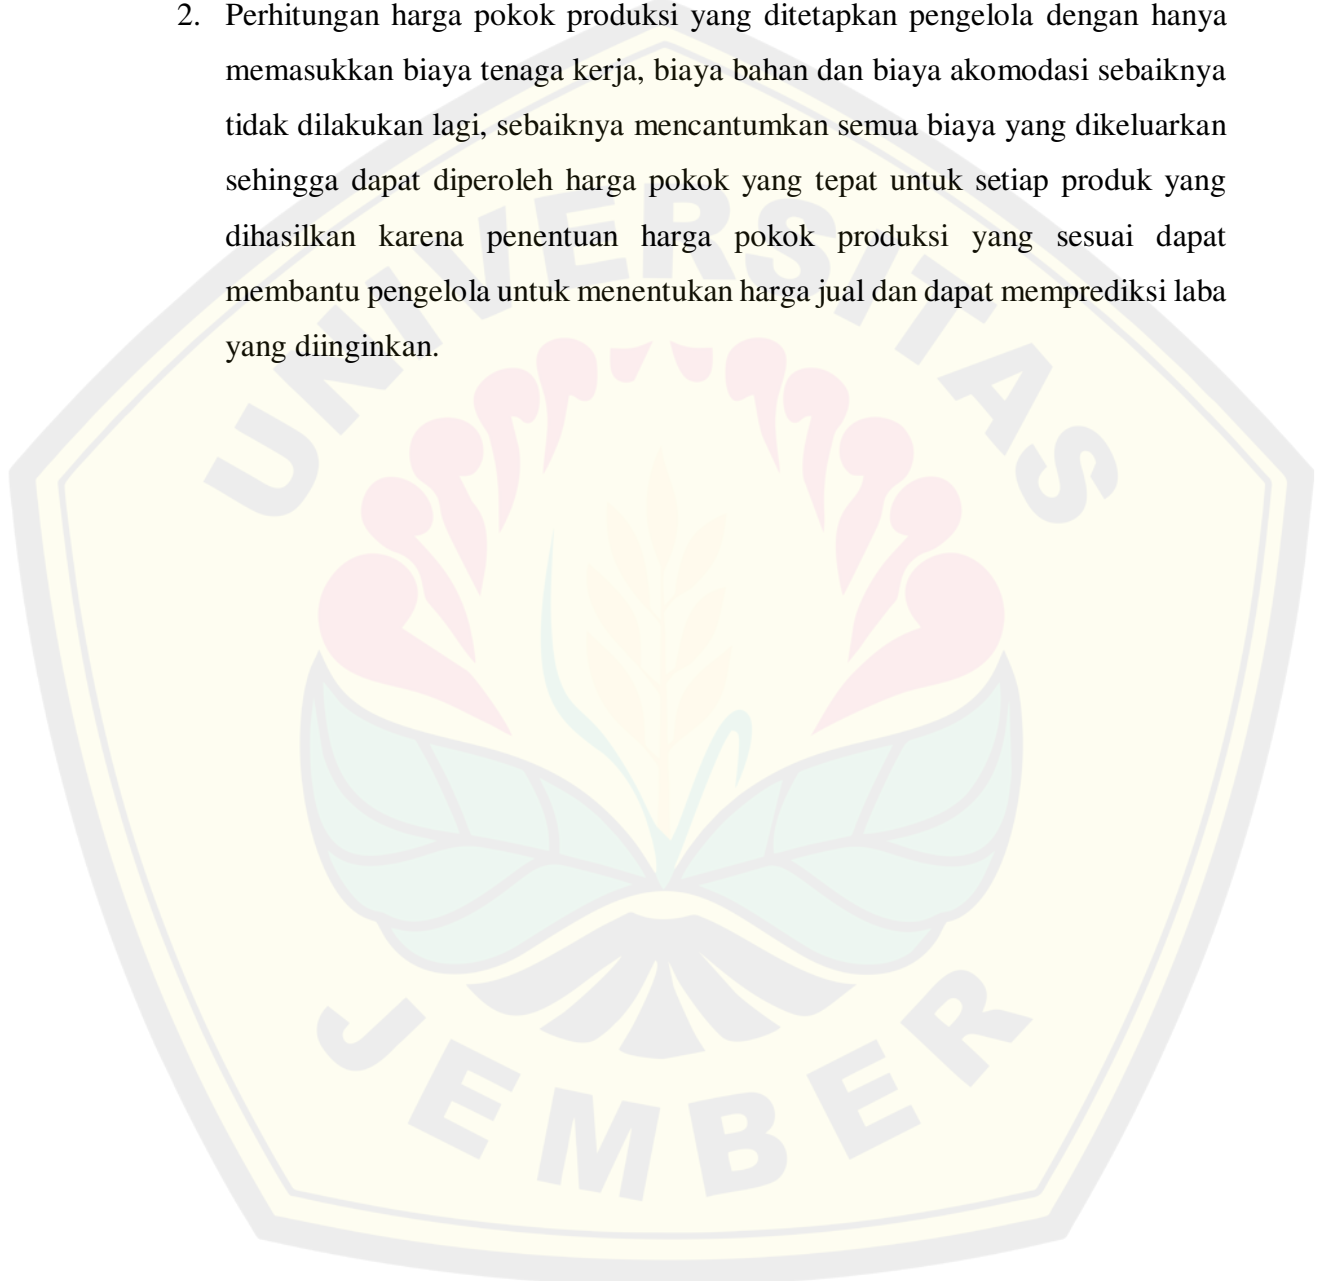 2. Perhitungan harga pokok produksi yang ditetapkan pengelola dengan hanya
memasukkan biaya tenaga kerja, biaya bahan dan biaya akomodasi sebaiknya
tidak dilakukan lagi, sebaiknya mencantumkan semua biaya yang dikeluarkan
sehingga dapat diperoleh harga pokok yang tepat untuk setiap produk yang
dihasilkan karena penentuan harga pokok produksi yang sesuai dapat
membantu pengelola untuk menentukan harga jual dan dapat memprediksi laba
yang diinginkan.
UNIVERSITAS
JEMBER